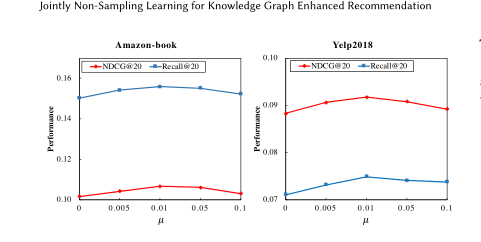 Jointly Non-Sampling Learning for Knowledge Graph Enhanced Recommendation
Amazon-book
NDCG@20 Recall@20
Performance
0.16
0.14
0.12
0.10
0 0.005 0.01 0.05 0.1
μ
Yelp2018
NDCG@20 Recall@20
Performance
0.10
0.09
0.08
0.07
0 0.005 0.01 0.05 0.1
μ